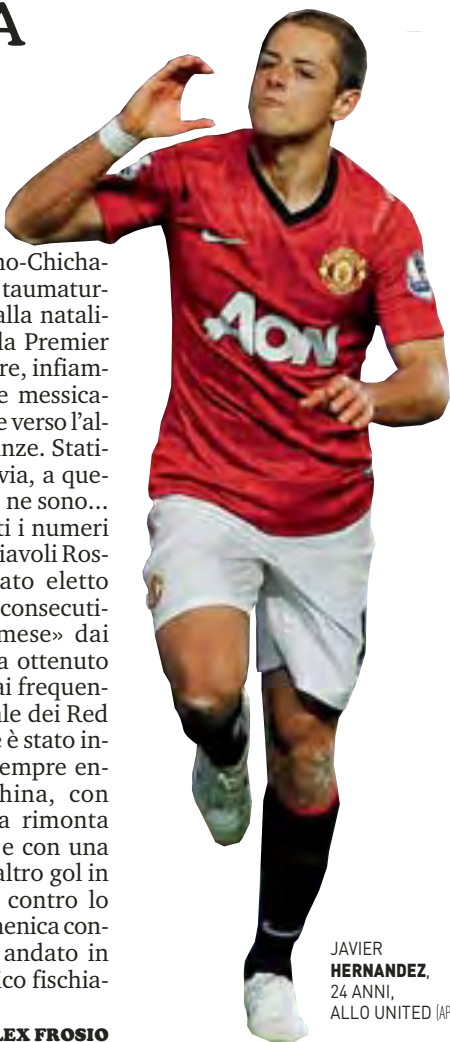 A
no-Chicha-
taumatur-
alla natali-
la Premier
re, infiam-
e messica-
e verso l'al-
nze. Stati-
via, a que-
ne sono...
ti i numeri
iavoli Ros-
ato eletto
consecuti-
mese» dai
a ottenuto
ai frequen-
le dei Red
e è stato in-
empre en-
china, con
a rimonta
e con una
altro gol in
contro lo
menica con-
andato in
ico fischia-
LEX FROSIO
AON
JAVIER
HERNANDEZ,
24 ANNI,
ALLO UNITED (AP